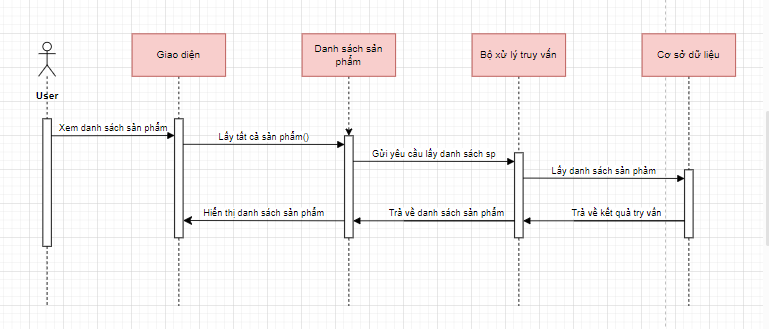 Giao diện
Danh sách sản
phẩm
Bộ xử lý truy vấn
Cơ sở dữ liệu
User
Xem danh sách sản phẩm
Lấy tất cả sản phẩm()
Gửi yêu cầu lấy danh sách sp
Lấy danh sách sản phảm
Hiển thị danh sách sản phẩm
Trả về danh sách sản phẩm
Trả về kết quả try vấn